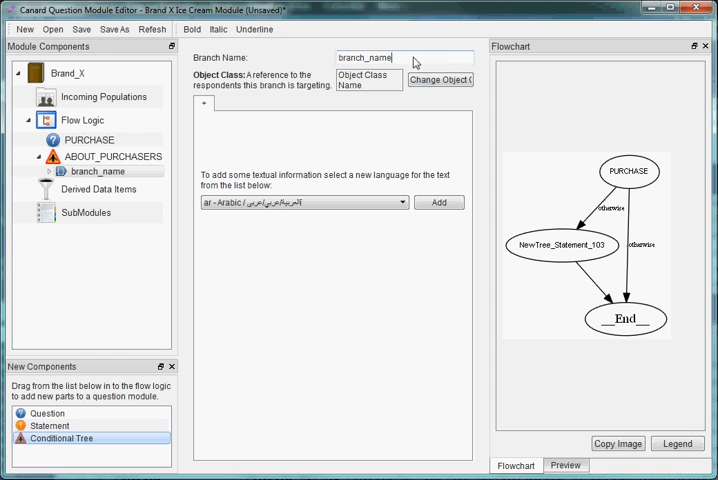 Canard Question Module Editor - Brand X Ice Cream Module (Unsaved)*
New Open Save Save As Refresh Bold Italic Underline
Module Components
Brand_X
Incoming Populations
Flow Logic
PURCHASE
ABOUT_PURCHASERS
branch_name
Derived Data Items
SubModules
New Components
Drag from the list below in to the flow logic
to add new parts to a question module.
Question
Statement
Conditional Tree
Branch Name: branch_name
Object Class: A reference to the
respondents this branch is targeting.
Object Class
Name
Change Object C
+
To add some textual information select a new language for the text
from the list below:
ar - Arabic / العربية/عربي/عربى
Add
Flowchart
PURCHASE
otherwise
NewTree_Statement_103
otherwise
__End__
Copy Image Legend
Flowchart Preview